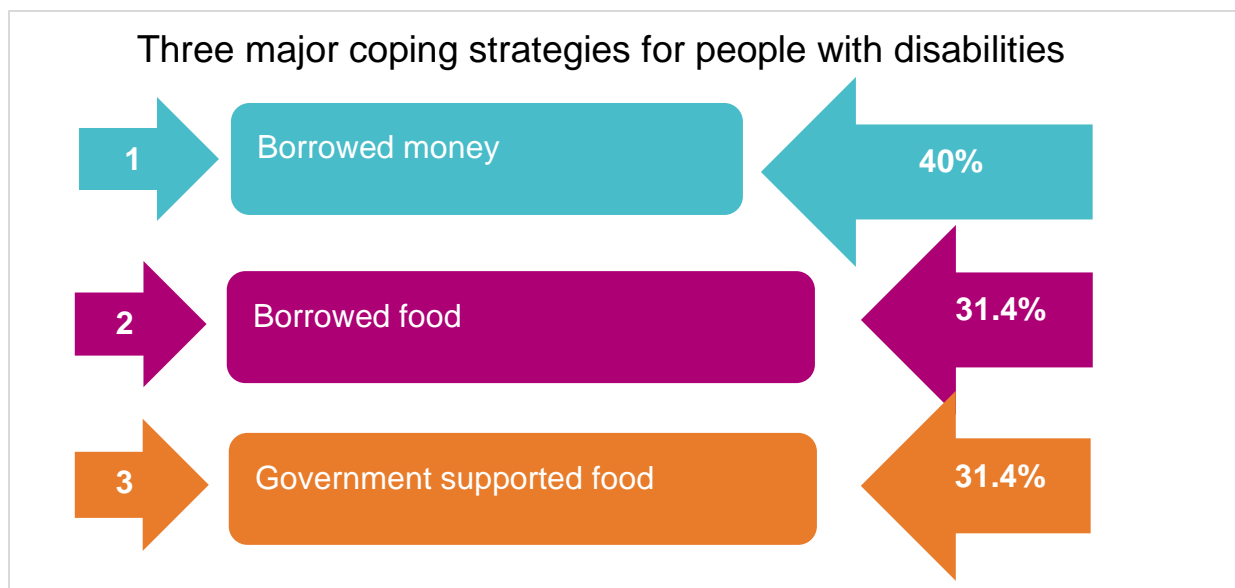 Three major coping strategies for people with disabilities
1
Borrowed money
40%
2
Borrowed food
31.4%
3
Government supported food
31.4%